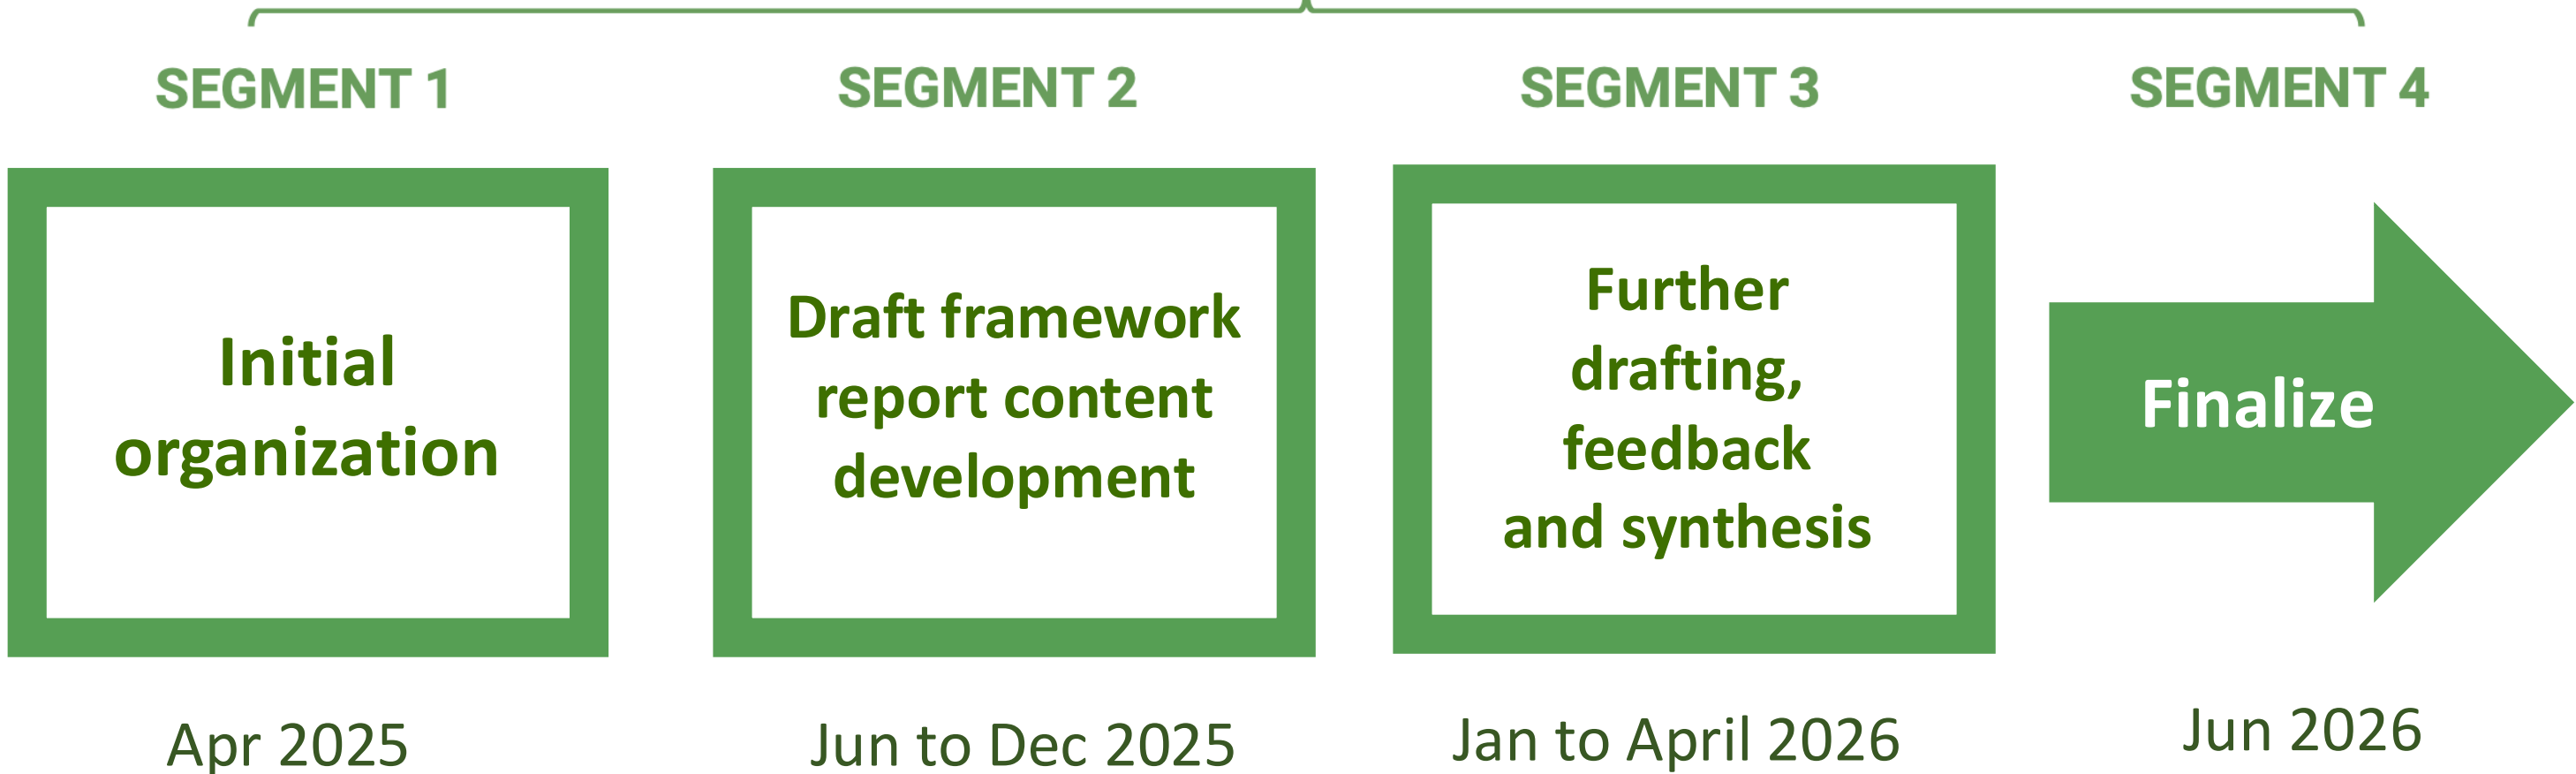 SEGMENT 1
SEGMENT 2
SEGMENT 3
SEGMENT 4
Initial
organization
Draft framework
report content
development
Further
drafting,
feedback
and synthesis
Finalize
Apr 2025
Jun to Dec 2025
Jan to April 2026
Jun 2026